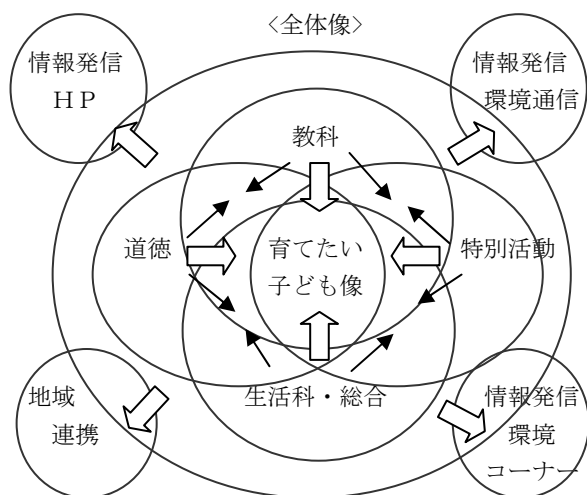 <全体像>
情報発信
ＨＰ
情報発信
環境通信
教科
道徳
育てたい
子ども像
特別活動
生活科・総合
地域
連携
情報発信
環境
コーナー